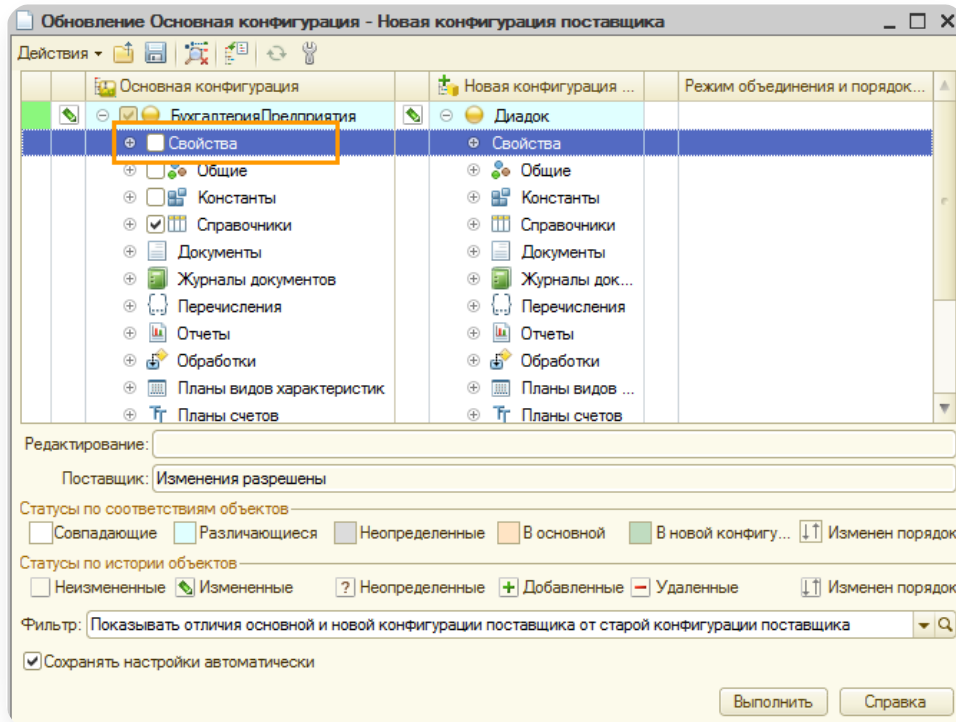 Обновление Основная конфигурация - Новая конфигурация поставщика
Действия
Основная конфигурация Новая конфигурация ... Режим объединения и порядок...
БухгалтерияПредприятия Диадок
Свойства Свойства
Общие Общие
Константы Константы
Справочники Справочники
Документы Документы
Журналы документов Журналы док...
Перечисления Перечисления
Отчеты Отчеты
Обработки Обработки
Планы видов характеристик Планы видов ...
Планы счетов Планы счетов
Редактирование:
Поставщик: Изменения разрешены
Статусы по соответствиям объектов
Совпадающие Различающиеся Неопределенные В основной В новой конфигу... Изменен порядок
Статусы по истории объектов
Неизмененные Измененные ? Неопределенные Добавленные Удаленные Изменен порядок
Фильтр: Показывать отличия основной и новой конфигурации поставщика от старой конфигурации поставщика
Сохранять настройки автоматически
Выполнить Справка